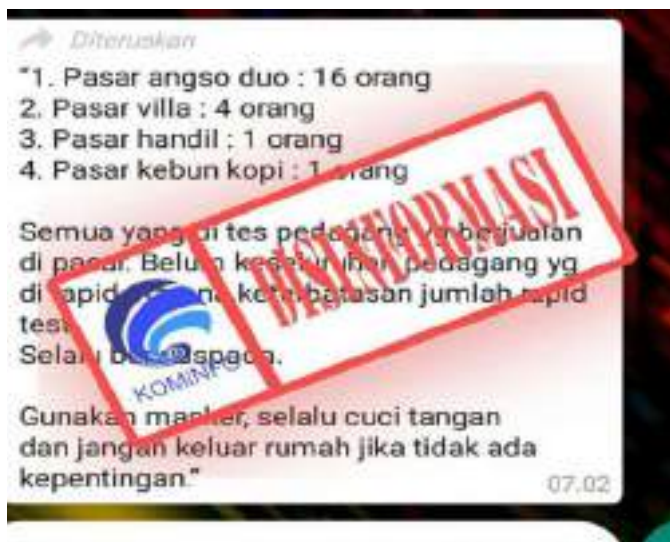 Diteruskan
"1. Pasar angso duo : 16 orang
2. Pasar villa : 4 orang
3. Pasar handil : 1 orang
4. Pasar kebun kopi : 1 orang
Semua yang di tes pedagang yg berjualan
di pasar. Belum keseluruhan pedagang yg
di rapid karena keterbatasan jumlah rapid
test
Selalu berwaspada.
Gunakan masker, selalu cuci tangan
dan jangan keluar rumah jika tidak ada
kepentingan."
07.02
KOMINFO
DISINFORMASI